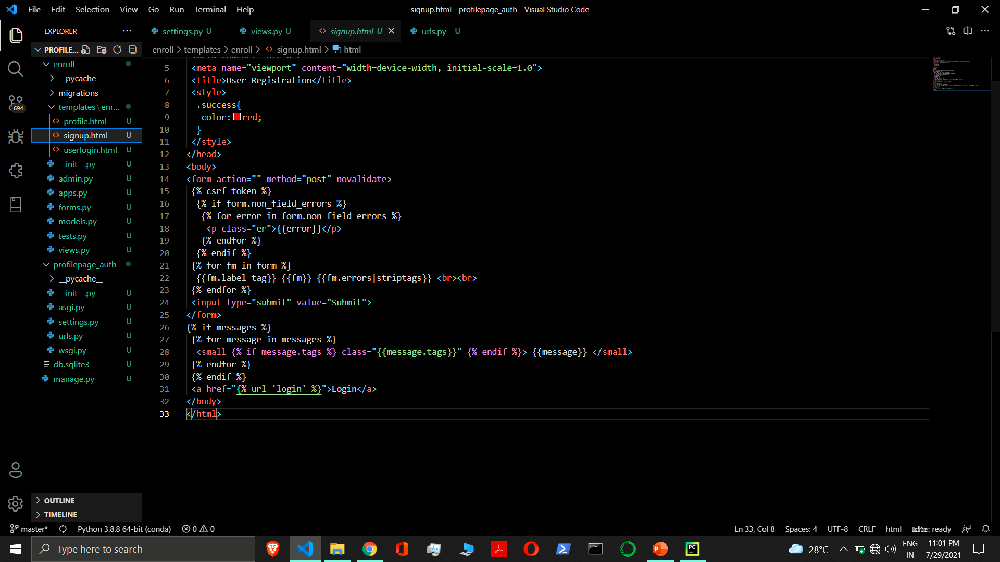 File Edit Selection View Go Run Terminal Help
signup.html - profilepage_auth - Visual Studio Code
EXPLORER
settings.py U
views.py U
signup.html U
urls.py U
PROFILE...
enroll > templates > enroll > signup.html > html
enroll
__pycache__
migrations
templates\enr...
profile.html U
signup.html U
userlogin.html U
__init__.py U
admin.py U
apps.py U
forms.py U
models.py U
tests.py U
views.py U
profilepage_auth
__pycache__
__init__.py U
asgi.py U
settings.py U
urls.py U
wsgi.py U
db.sqlite3 U
manage.py U
694
OUTLINE
TIMELINE
5 <meta name="viewport" content="width=device-width, initial-scale=1.0">
6 <title>User Registration</title>
7 <style>
8 .success{
9 color: red;
10 }
11 </style>
12 </head>
13 <body>
14 <form action="" method="post" novalidate>
15 {% csrf_token %}
16 {% if form.non_field_errors %}
17 {% for error in form.non_field_errors %}
18 <p class="er">{{error}}</p>
19 {% endfor %}
20 {% endif %}
21 {% for fm in form %}
22 {{fm.label_tag}} {{fm}} {{fm.errors|striptags}} <br><br>
23 {% endfor %}
24 <input type="submit" value="Submit">
25 </form>
26 {% if messages %}
27 {% for message in messages %}
28 <small {% if message.tags %} class="{{message.tags}}" {% endif %}> {{message}} </small>
29 {% endfor %}
30 {% endif %}
31 <a href="{% url 'login' %}">Login</a>
32 </body>
33 </html>
master* Python 3.8.8 64-bit (conda) 0 0
Ln 33, Col 8 Spaces: 4 UTF-8 CRLF html kite: ready
Type here to search
28°C
ENG
IN
11:01 PM
7/29/2021